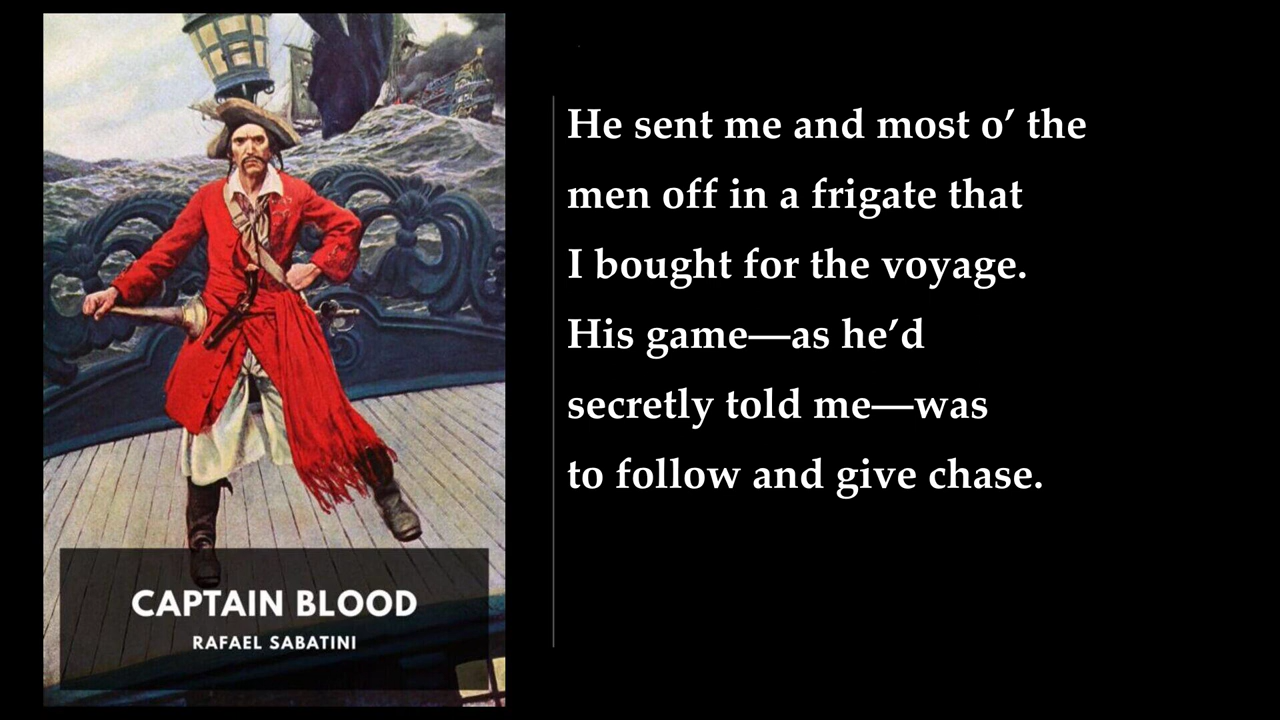 He sent me and most o’ the
men off in a frigate that
I bought for the voyage.
His game—as he’d
secretly told me—was
to follow and give chase.
CAPTAIN BLOOD
RAFAEL SABATINI